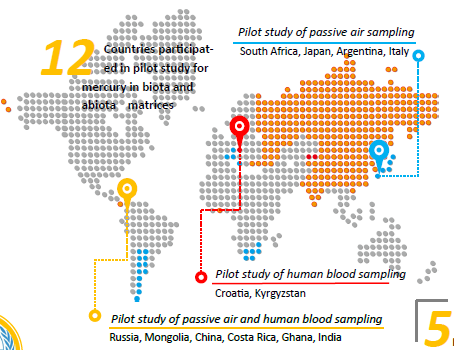 Pilot study of passive air sampling
South Africa, Japan, Argentina, Italy
12 Countries participat-
ed in pilot study for
mercury in biota and
abiota matrices
Pilot study of human blood sampling
Croatia, Kyrgyzstan
Pilot study of passive air and human blood sampling
Russia, Mongolia, China, Costa Rica, Ghana, India
5